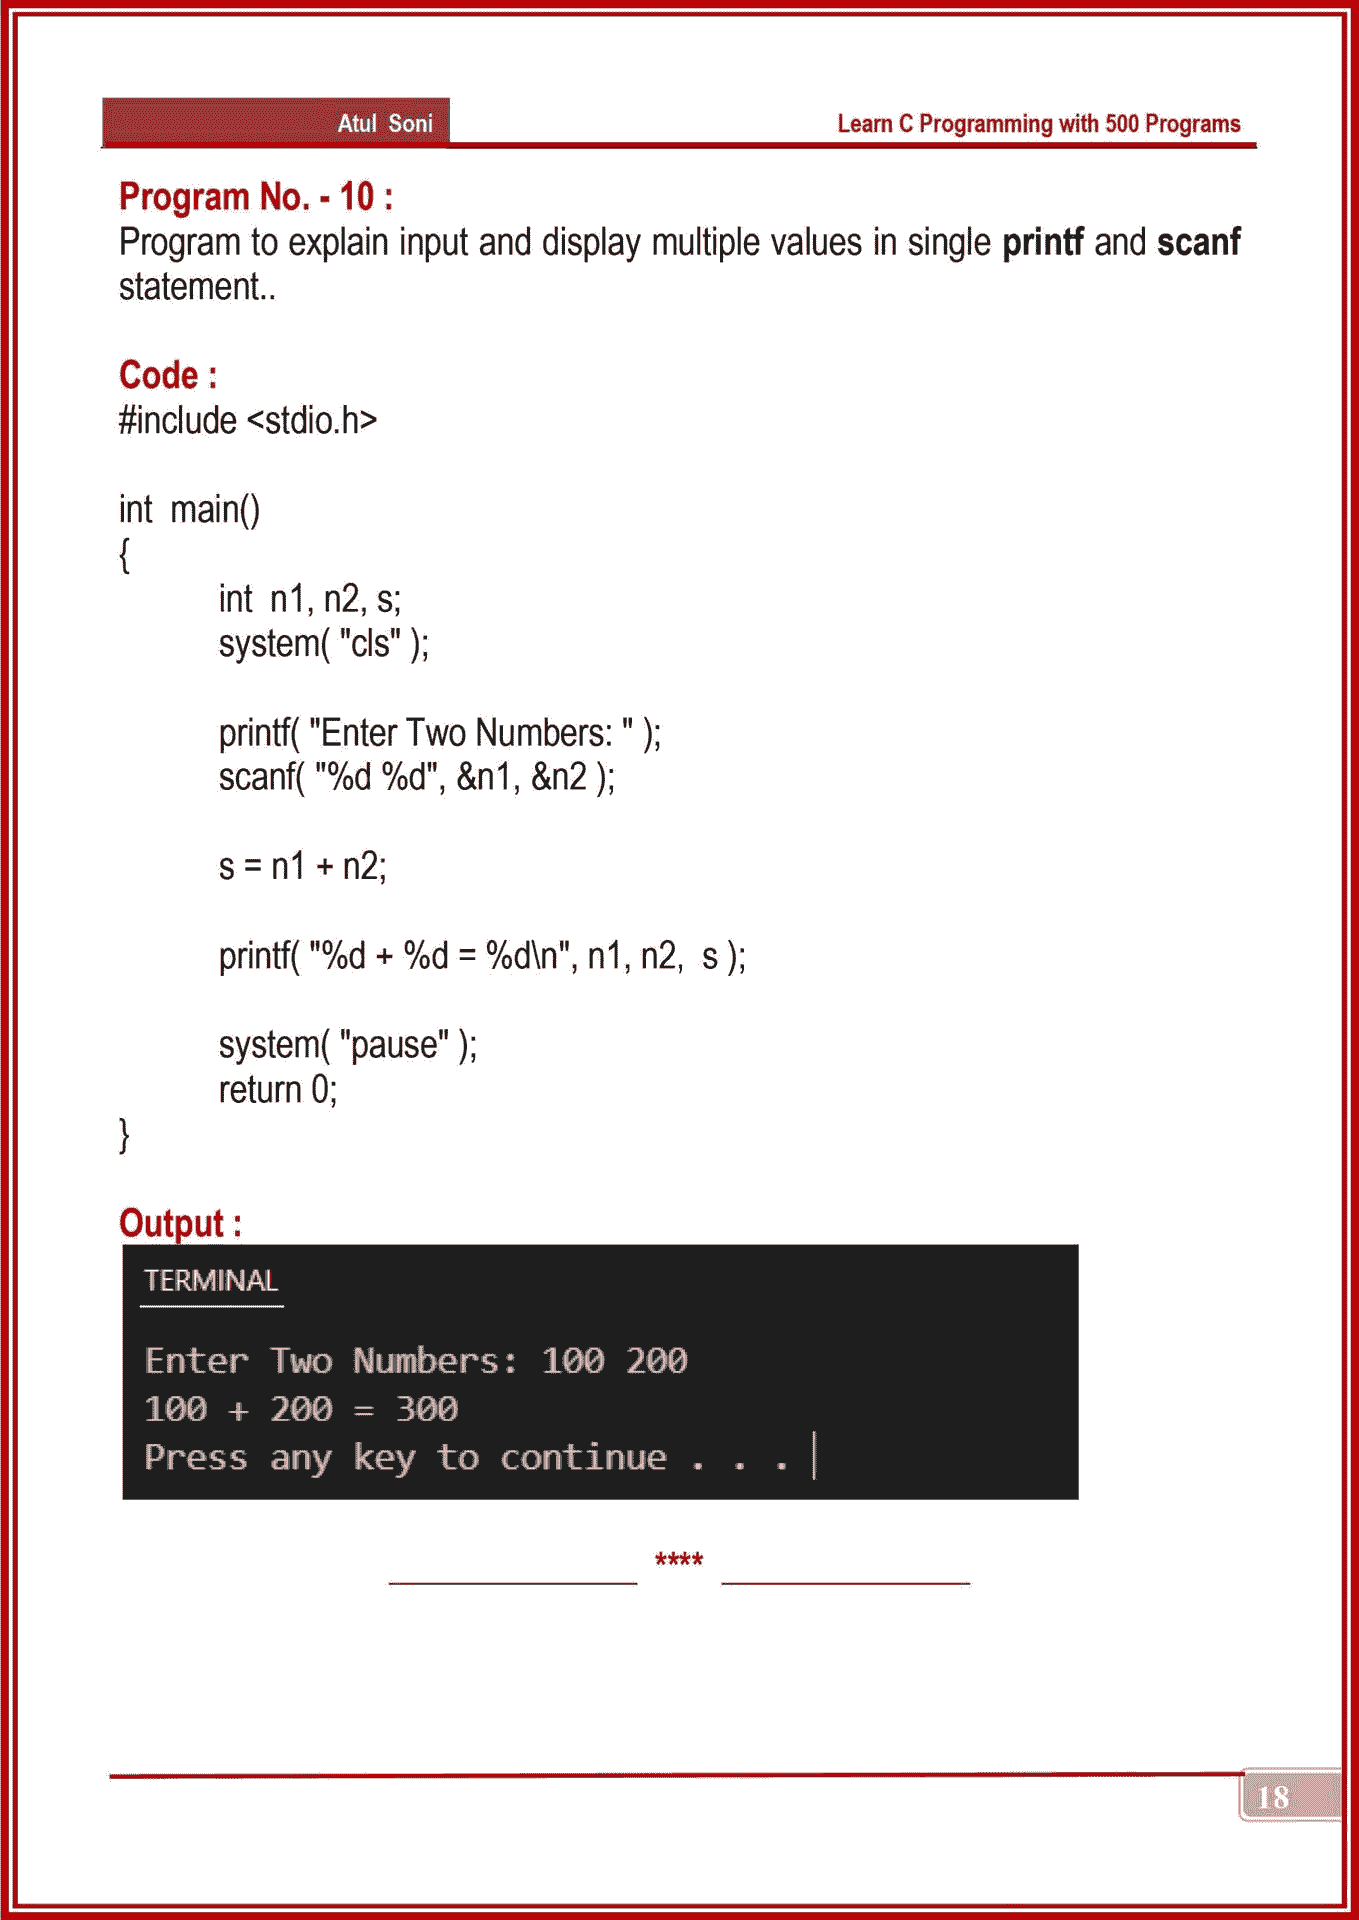 Atul Soni
Learn C Programming with 500 Programs
Program No. - 10 :
Program to explain input and display multiple values in single printf and scanf
statement..
Code :
#include <stdio.h>
int main()
{
int n1, n2, s;
system( "cls" );
printf( "Enter Two Numbers: " );
scanf( "%d %d", &n1, &n2 );
s = n1 + n2;
printf( "%d + %d = %d\n", n1, n2, s );
system( "pause" );
return 0;
}
Output :
TERMINAL
Enter Two Numbers: 100 200
100 + 200 = 300
Press any key to continue . . .
****
18